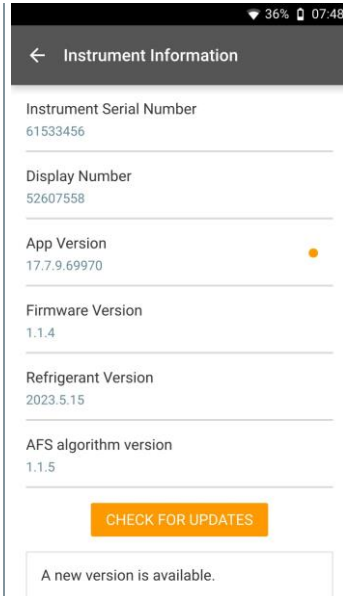 36% 07:48
Instrument Information
Instrument Serial Number
61533456
Display Number
52607558
App Version
17.7.9.69970
Firmware Version
1.1.4
Refrigerant Version
2023.5.15
AFS algorithm version
1.1.5
CHECK FOR UPDATES
A new version is available.